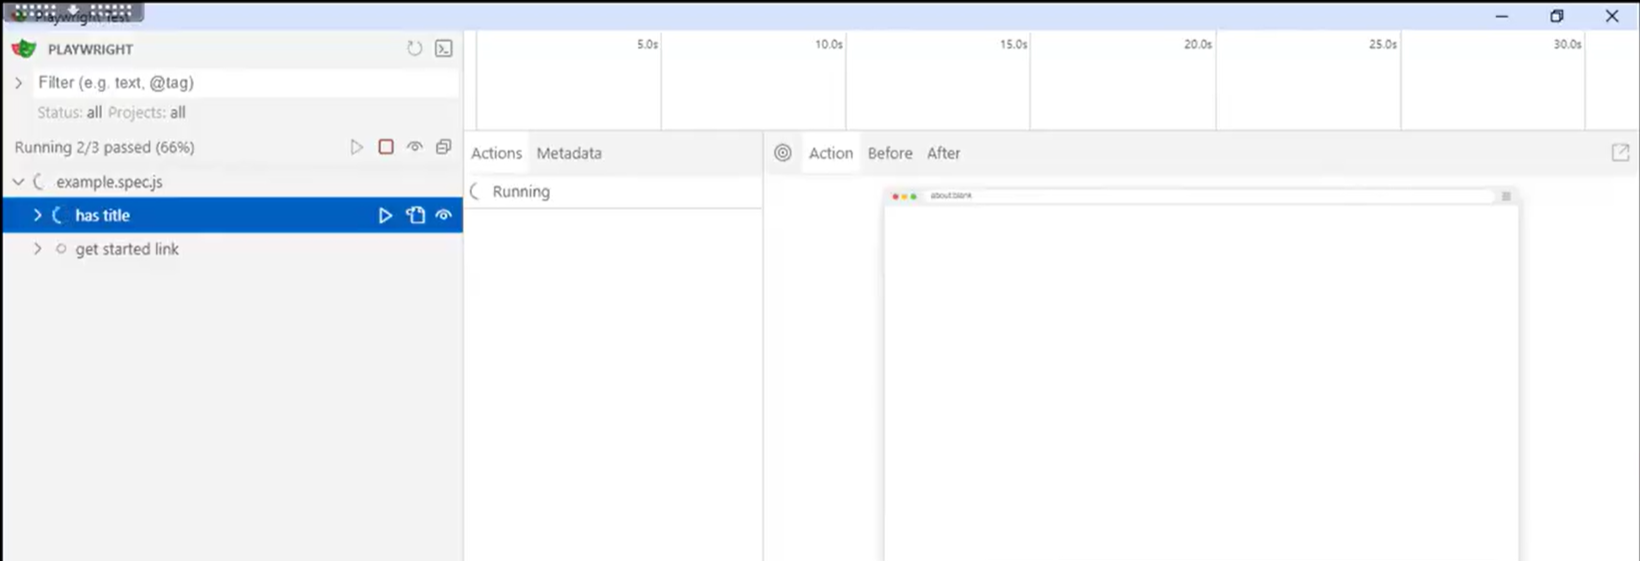 Playwright Test
PLAYWRIGHT
Filter (e.g. text, @tag)
Status: all Projects: all
Running 2/3 passed (66%)
example.spec.js
has title
get started link
5.0s 10.0s 15.0s 20.0s 25.0s 30.0s
Actions Metadata
Running
Action Before After
about:blank